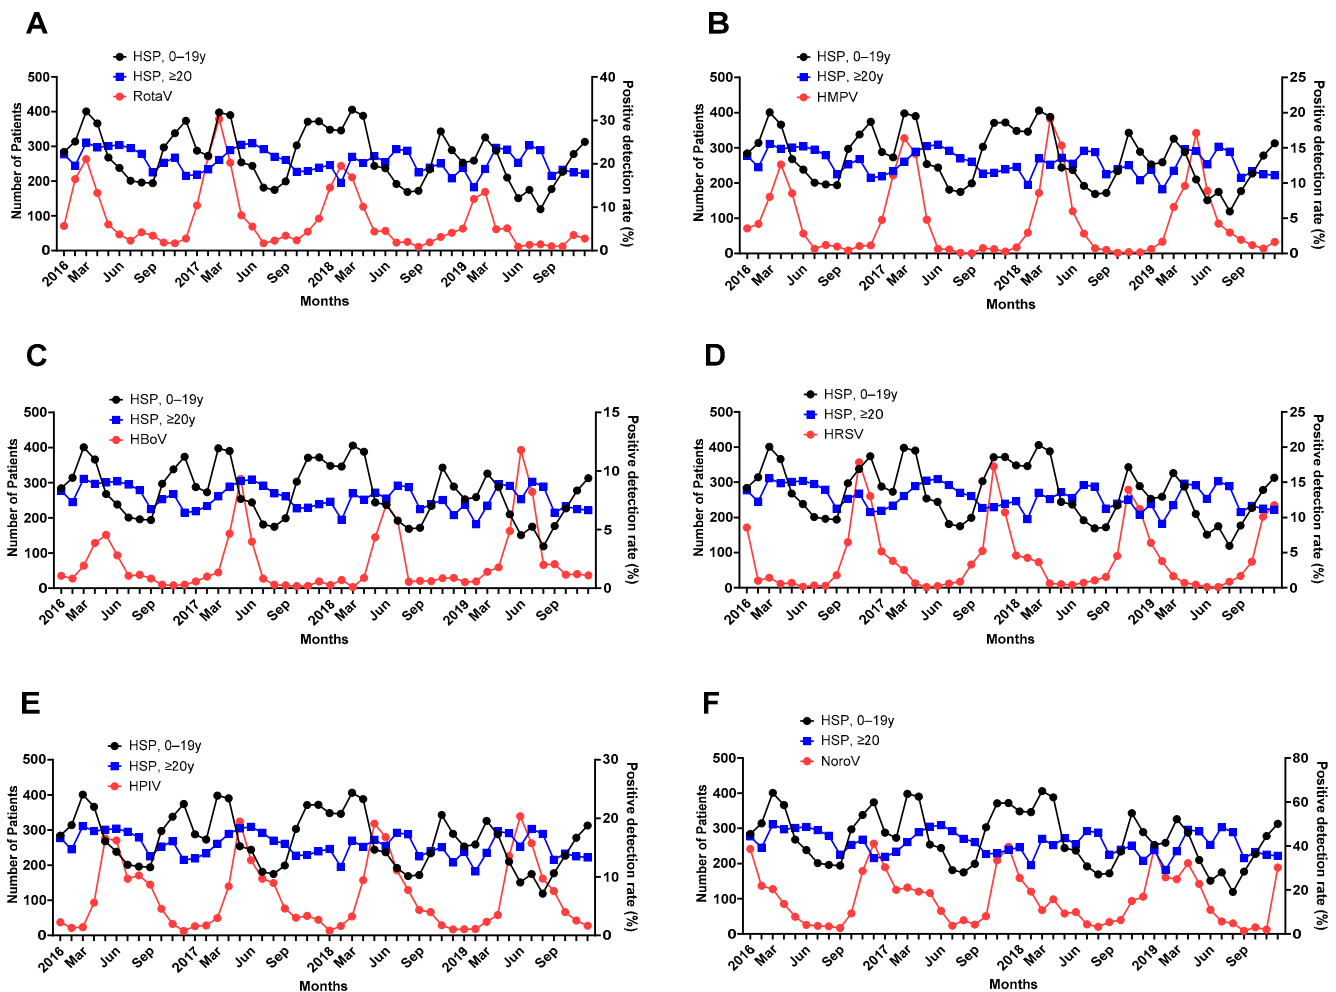 A
HSP, 0–19y
HSP, ≥20
RotaV
500
400
300
200
100
0
40
30
20
10
0
Number of Patients
Positive detection rate (%)
2016 Mar Jun Sep 2017 Mar Jun Sep 2018 Mar Jun Sep 2019 Mar Jun Sep
Months
B
HSP, 0–19y
HSP, ≥20y
HMPV
500
400
300
200
100
0
25
20
15
10
5
0
Number of Patients
Positive detection rate (%)
2016 Mar Jun Sep 2017 Mar Jun Sep 2018 Mar Jun Sep 2019 Mar Jun Sep
Months
C
HSP, 0–19y
HSP, ≥20y
HBoV
500
400
300
200
100
0
15
10
5
0
Number of Patients
Positive detection rate (%)
2016 Mar Jun Sep 2017 Mar Jun Sep 2018 Mar Jun Sep 2019 Mar Jun Sep
Months
D
HSP, 0–19y
HSP, ≥20
HRSV
500
400
300
200
100
0
25
20
15
10
5
0
Number of Patients
Positive detection rate (%)
2016 Mar Jun Sep 2017 Mar Jun Sep 2018 Mar Jun Sep 2019 Mar Jun Sep
Months
E
HSP, 0–19y
HSP, ≥20y
HPIV
500
400
300
200
100
0
30
20
10
0
Number of Patients
Positive detection rate (%)
2016 Mar Jun Sep 2017 Mar Jun Sep 2018 Mar Jun Sep 2019 Mar Jun Sep
Months
F
HSP, 0–19y
HSP, ≥20
NoroV
500
400
300
200
100
0
80
60
40
20
0
Number of Patients
Positive detection rate (%)
2016 Mar Jun Sep 2017 Mar Jun Sep 2018 Mar Jun Sep 2019 Mar Jun Sep
Months